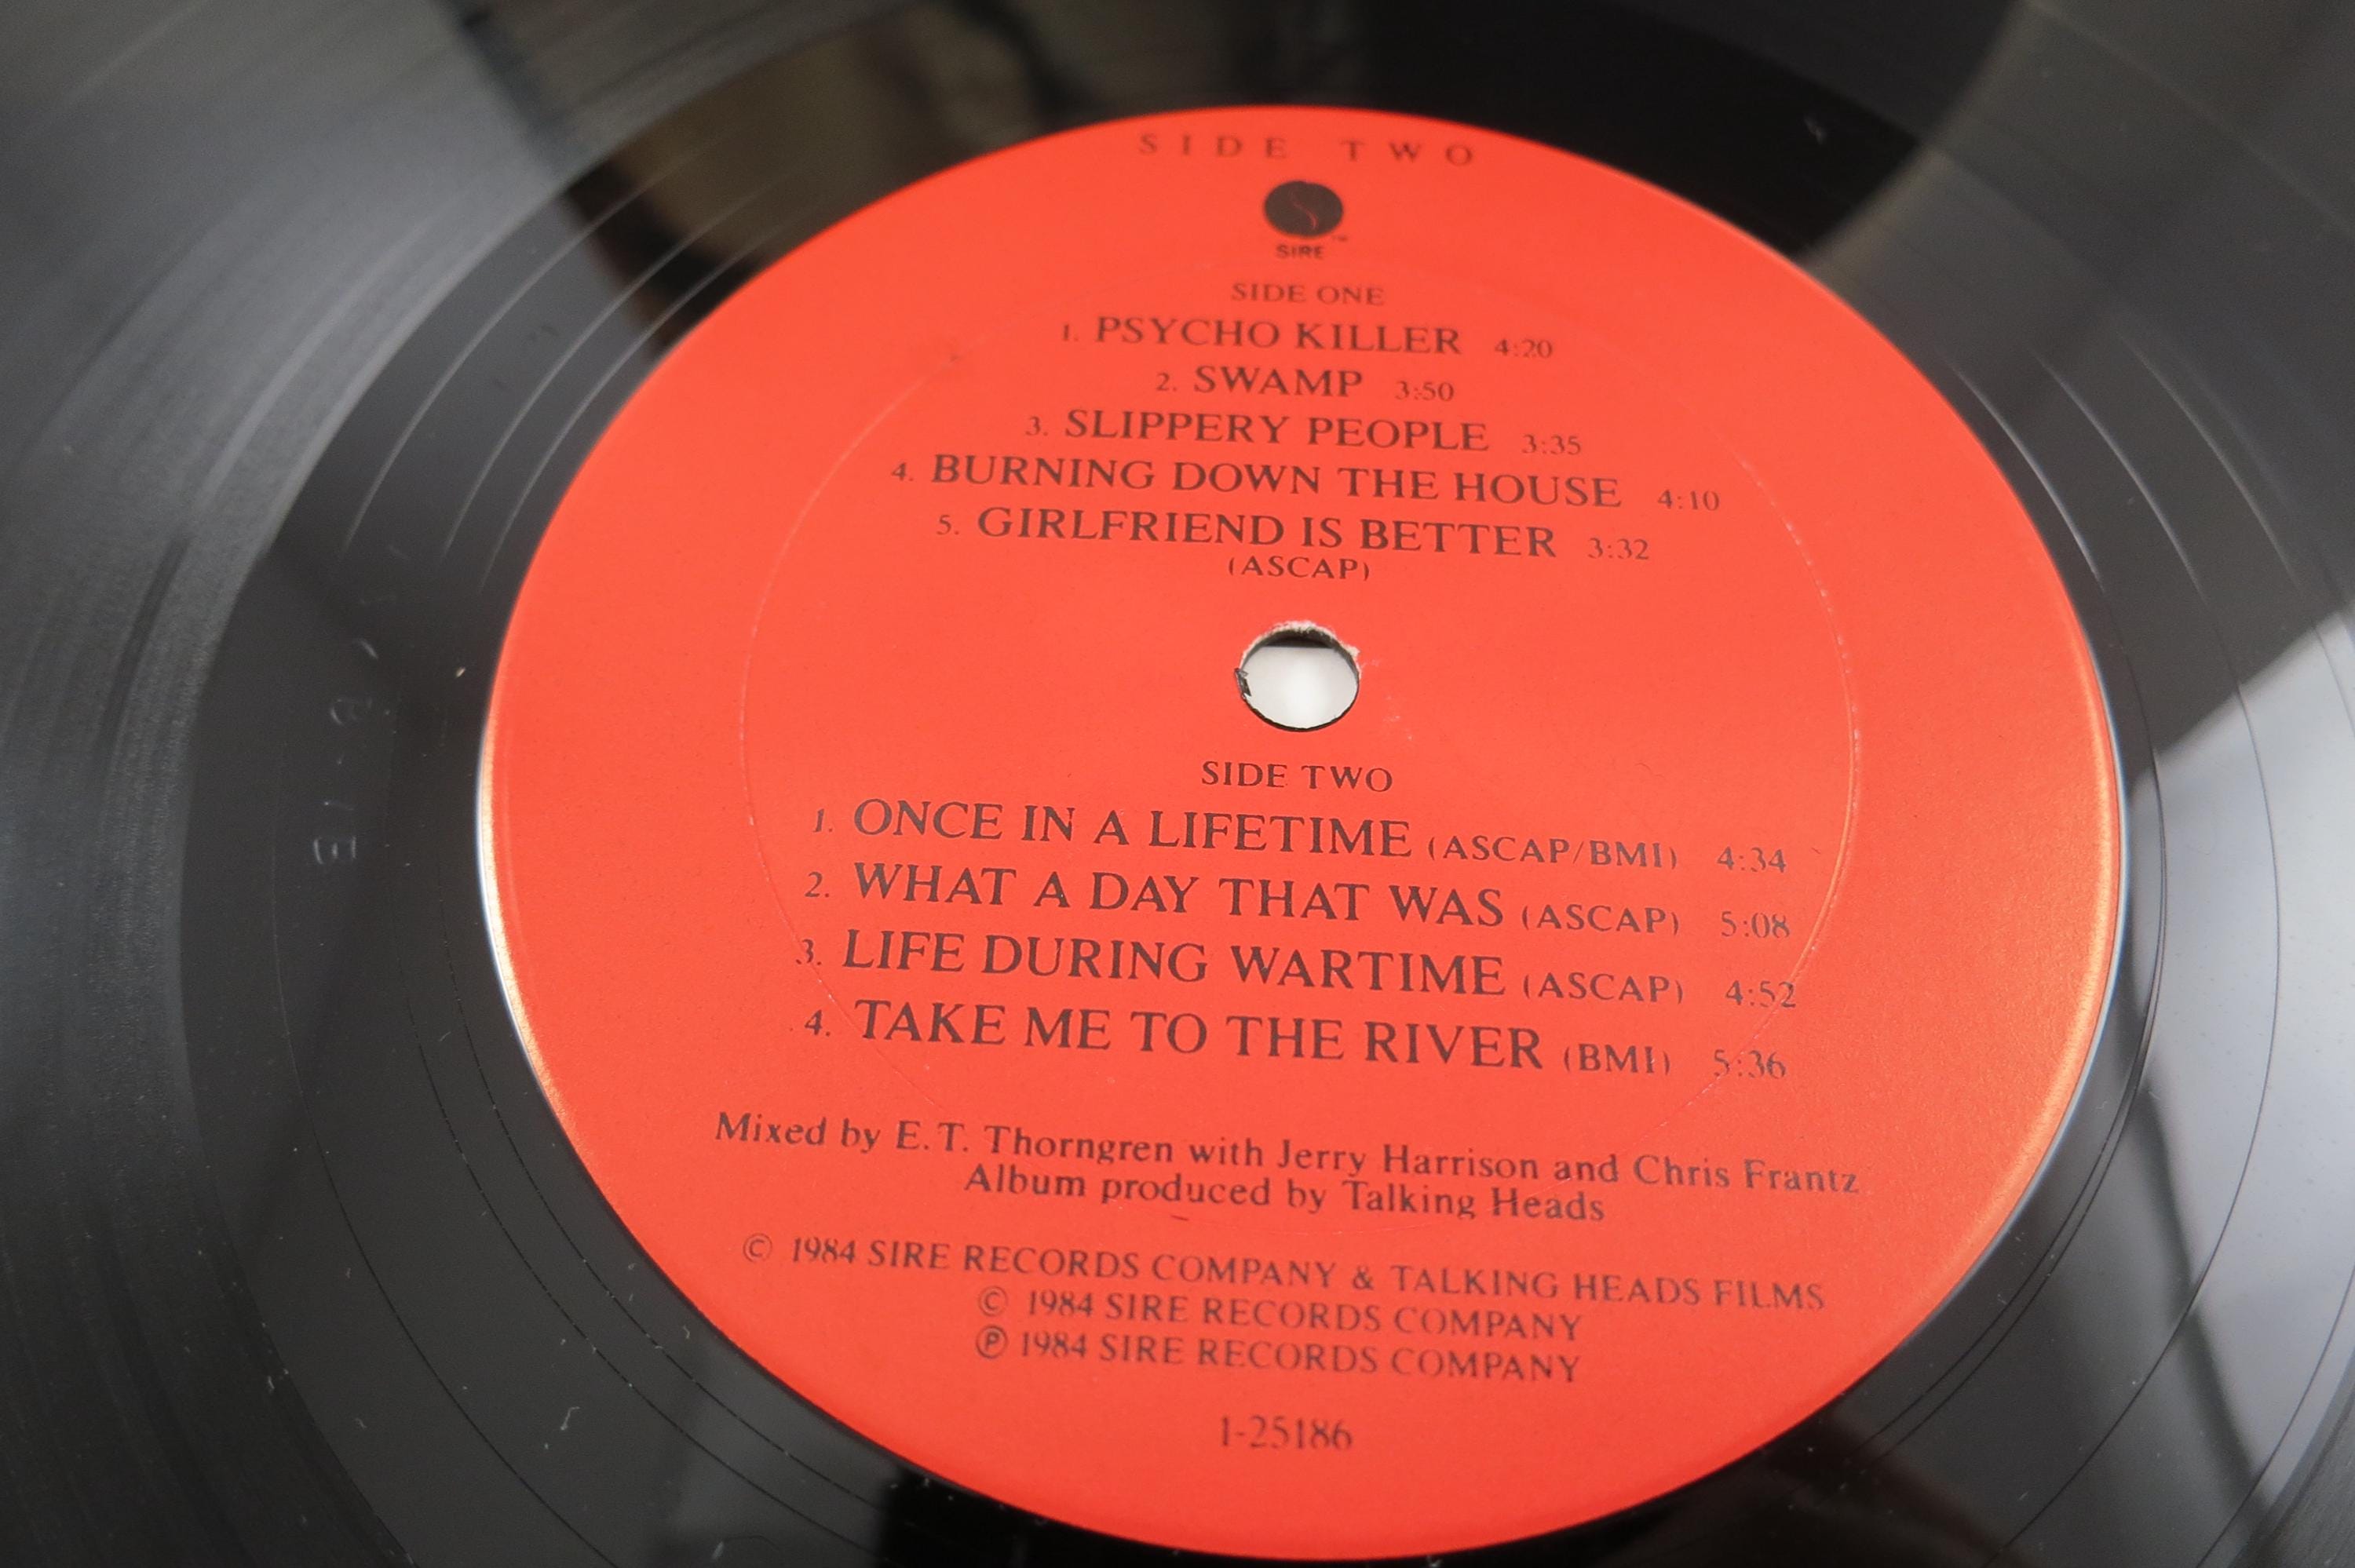 SIDE TWO
SIRE™
SIDE ONE
1. PSYCHO KILLER 4:20
2. SWAMP 3:50
3. SLIPPERY PEOPLE 3:35
4. BURNING DOWN THE HOUSE 4:10
5. GIRLFRIEND IS BETTER 3:32
(ASCAP)
SIDE TWO
1. ONCE IN A LIFETIME (ASCAP/BMI) 4:34
2. WHAT A DAY THAT WAS (ASCAP) 5:08
3. LIFE DURING WARTIME (ASCAP) 4:52
4. TAKE ME TO THE RIVER (BMI) 5:36
Mixed by E.T. Thorngren with Jerry Harrison and Chris Frantz
Album produced by Talking Heads
© 1984 SIRE RECORDS COMPANY & TALKING HEADS FILMS
© 1984 SIRE RECORDS COMPANY
℗ 1984 SIRE RECORDS COMPANY
1-25186